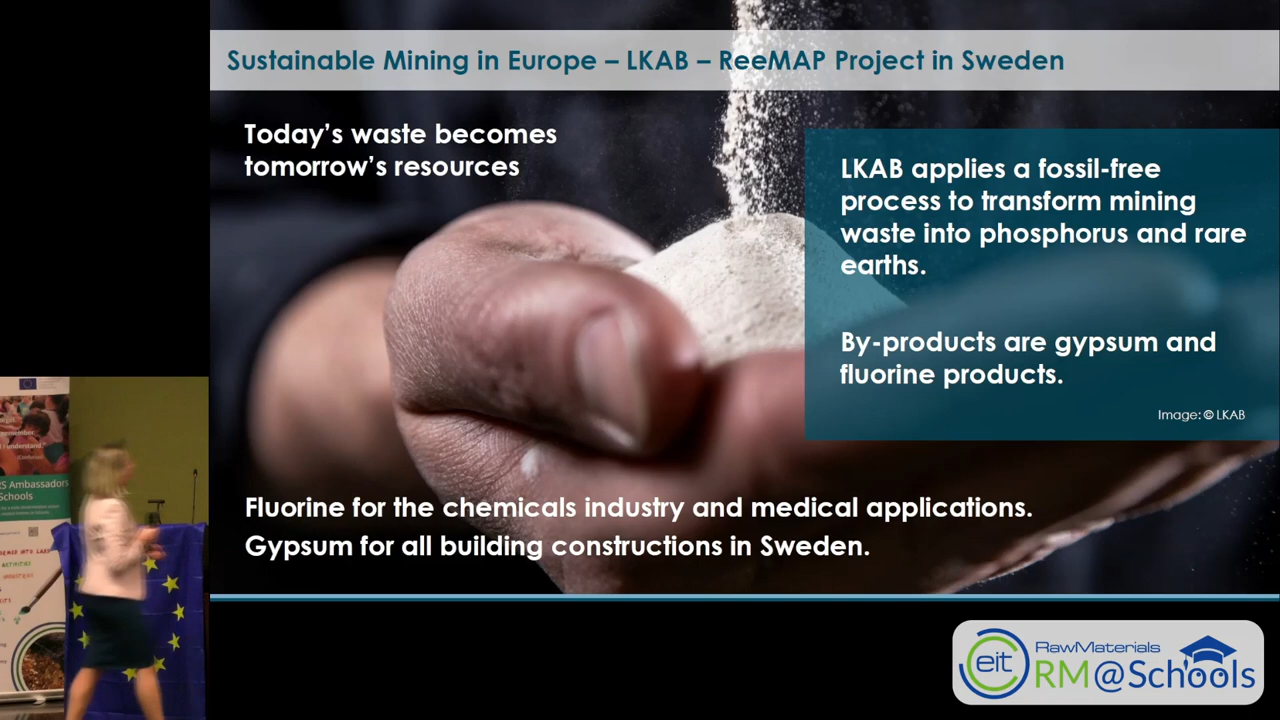 Sustainable Mining in Europe – LKAB – ReeMAP Project in Sweden
Today's waste becomes
tomorrow's resources
LKAB applies a fossil-free
process to transform mining
waste into phosphorus and rare
earths.
By-products are gypsum and
fluorine products.
Image: © LKAB
Fluorine for the chemicals industry and medical applications.
Gypsum for all building constructions in Sweden.
I understand."
Ambassadors
Schools
ACTIVITIES
eit RawMaterials
RM@Schools